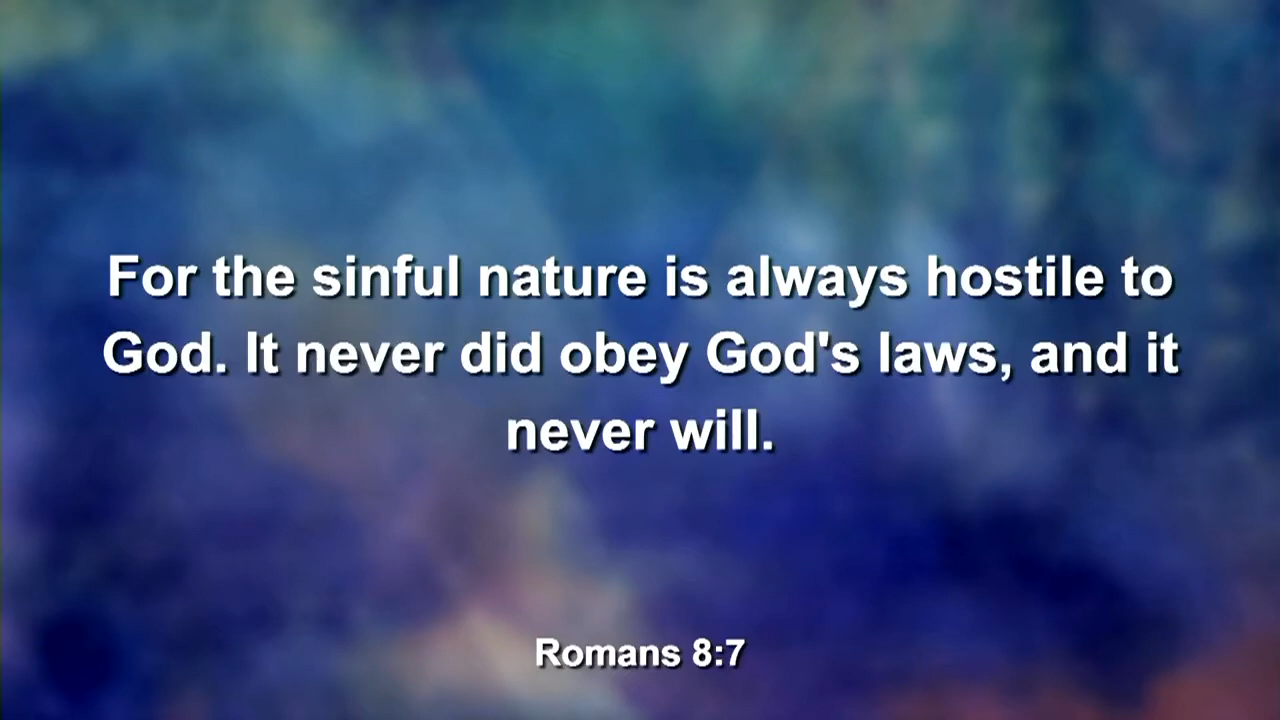 For the sinful nature is always hostile to
God. It never did obey God's laws, and it
never will.
Romans 8:7